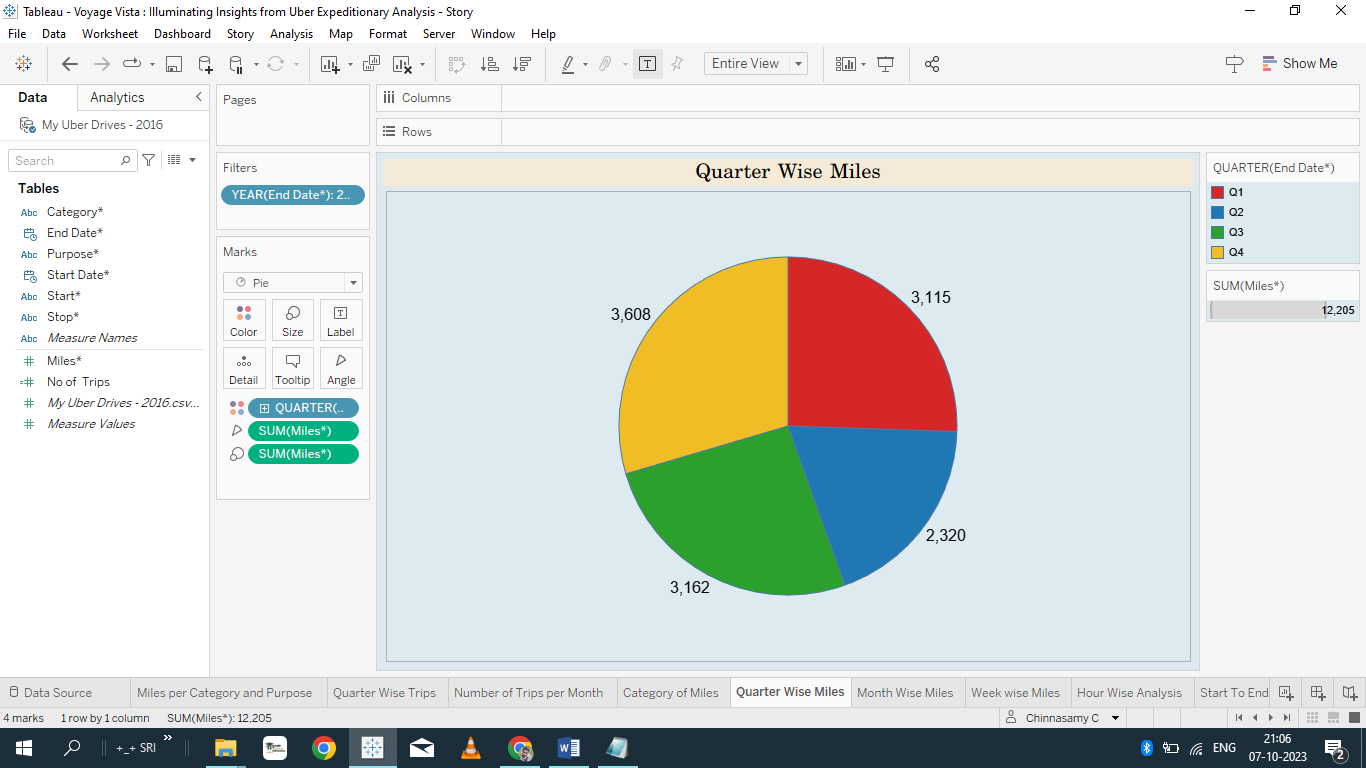 Tableau - Voyage Vista : Illuminating Insights from Uber Expeditionary Analysis - Story
File Data Worksheet Dashboard Story Analysis Map Format Server Window Help
Entire View
Show Me
Data Analytics
My Uber Drives - 2016
Search
Tables
Abc Category*
End Date*
Abc Purpose*
Start Date*
Abc Start*
Abc Stop*
Abc Measure Names
# Miles*
=# No of Trips
# My Uber Drives - 2016.csv...
# Measure Values
Pages
Filters
YEAR(End Date*): 2..
Marks
Pie
Color Size Label
Detail Tooltip Angle
QUARTER(..
SUM(Miles*)
SUM(Miles*)
Columns
Rows
Quarter Wise Miles
3,115
3,608
2,320
3,162
QUARTER(End Date*)
Q1
Q2
Q3
Q4
SUM(Miles*)
12,205
Data Source Miles per Category and Purpose Quarter Wise Trips Number of Trips per Month Category of Miles Quarter Wise Miles Month Wise Miles Week wise Miles Hour Wise Analysis Start To End
4 marks 1 row by 1 column SUM(Miles*): 12,205 Chinnasamy C
+_+ SRI » ENG 21:06
07-10-2023 2